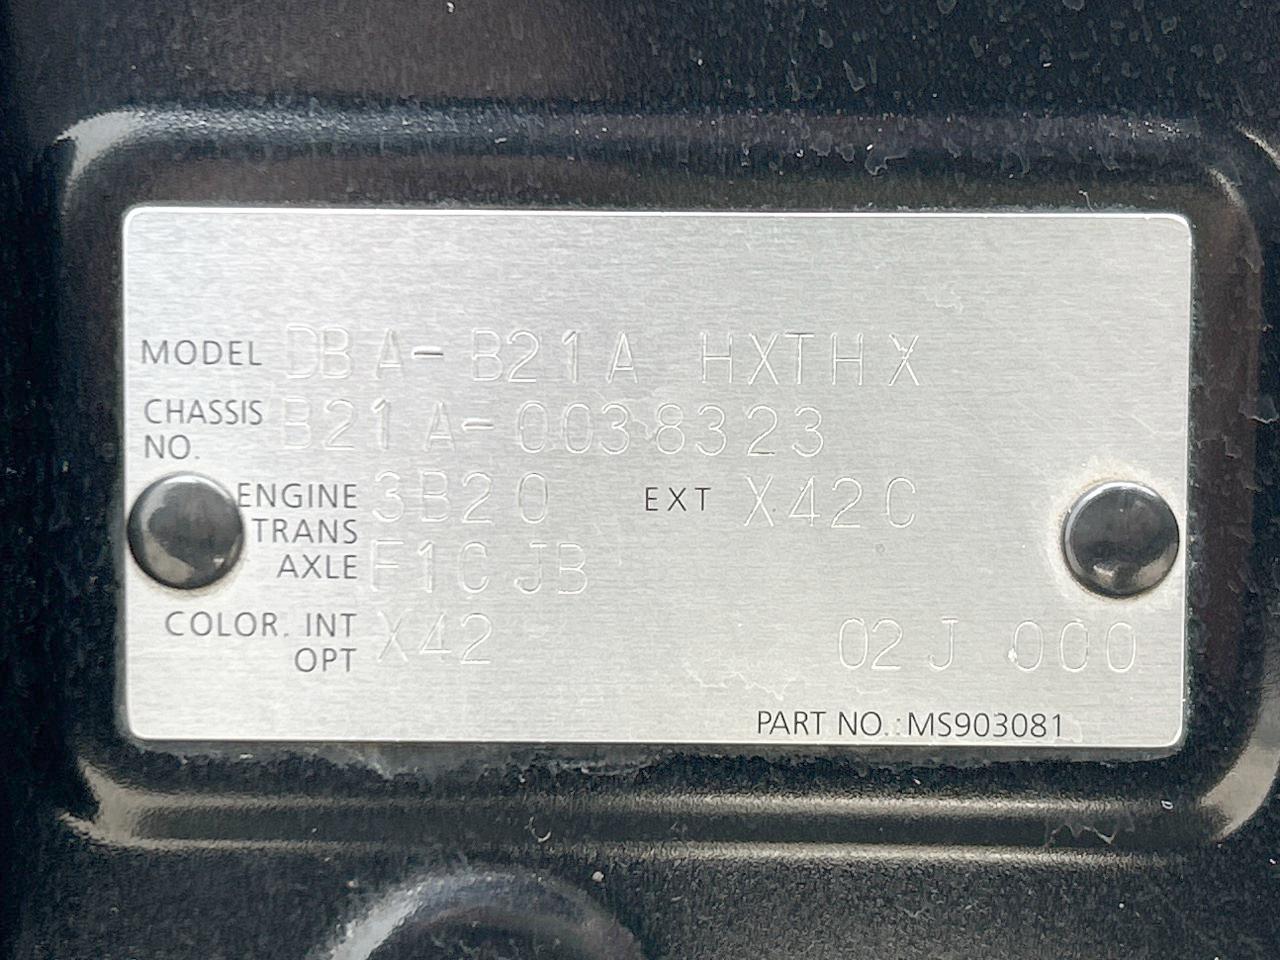 MODEL DBA-B21A HXTHX
CHASSIS NO. B21A-0038323
ENGINE 3B20 EXT X42C
TRANS AXLE F1CJB
COLOR. INT OPT X42 02J 000
PART NO.: MS903081